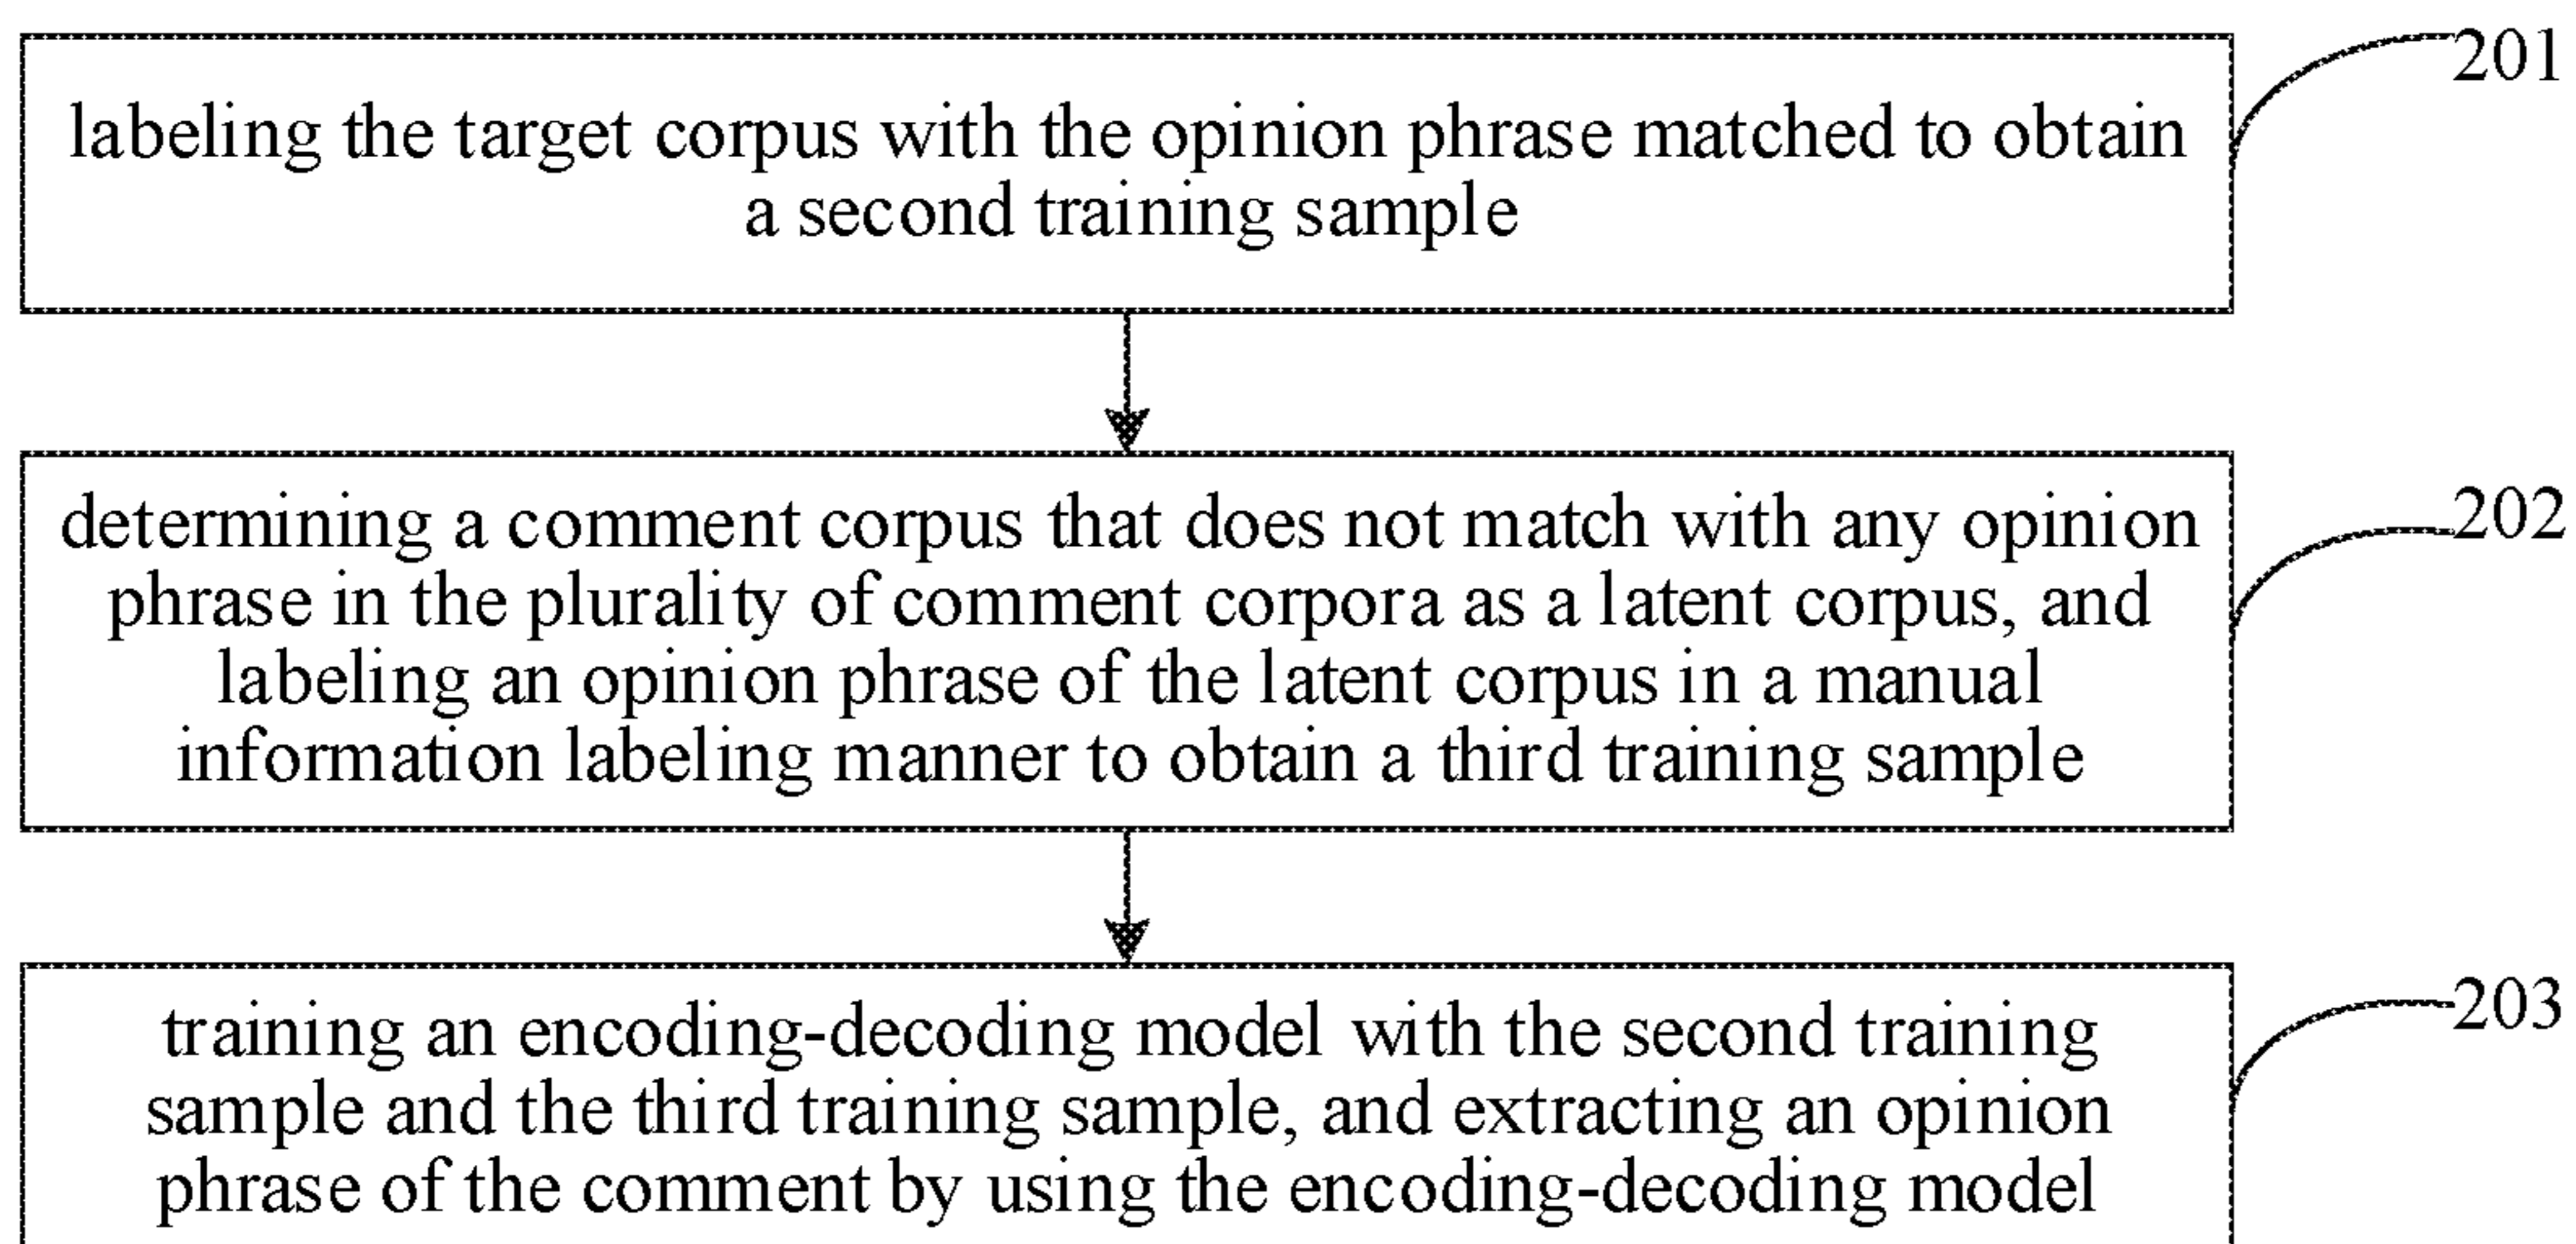 201
labeling the target corpus with the opinion phrase matched to obtain
a second training sample
202
determining a comment corpus that does not match with any opinion
phrase in the plurality of comment corpora as a latent corpus, and
labeling an opinion phrase of the latent corpus in a manual
information labeling manner to obtain a third training sample
203
training an encoding-decoding model with the second training
sample and the third training sample, and extracting an opinion
phrase of the comment by using the encoding-decoding model